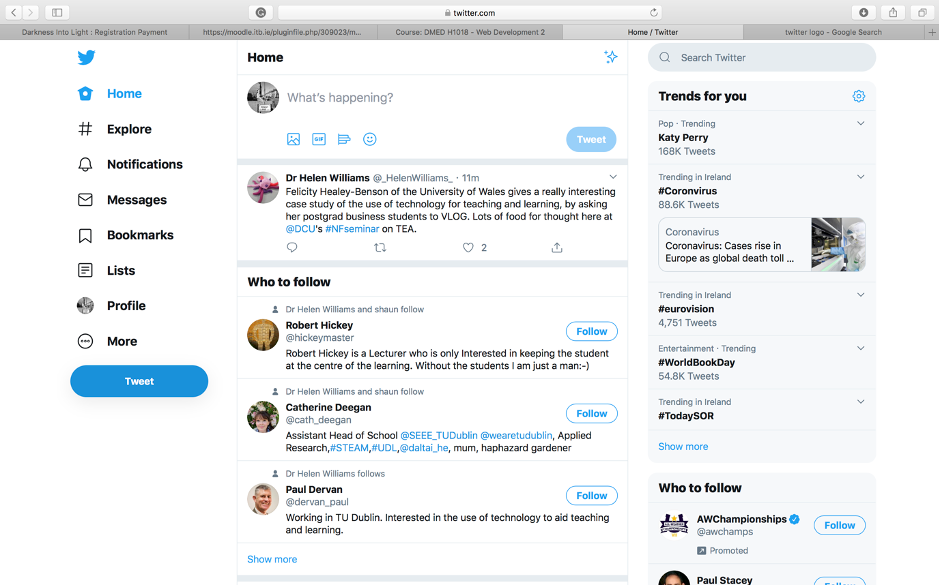 twitter.com
Darkness Into Light : Registration Payment
https://moodle.itb.ie/pluginfile.php/309023/m...
Course: DMED H1018 - Web Development 2
Home / Twitter
twitter logo - Google Search
Home
Explore
Notifications
Messages
Bookmarks
Lists
Profile
More
Tweet
Home
What's happening?
GIF
Tweet
Dr Helen Williams @_HelenWilliams_ · 11m
Felicity Healey-Benson of the University of Wales gives a really interesting
case study of the use of technology for teaching and learning, by asking
her postgrad business students to VLOG. Lots of food for thought here at
@DCU's #NFseminar on TEA.
2
Who to follow
Dr Helen Williams and shaun follow
Robert Hickey
@hickeymaster
Follow
Robert Hickey is a Lecturer who is only Interested in keeping the student
at the centre of the learning. Without the students I am just a man:-)
Dr Helen Williams and shaun follow
Catherine Deegan
@cath_deegan
Follow
Assistant Head of School @SEEE_TUDublin @wearetudublin, Applied
Research,#STEAM,#UDL,@daltai_he, mum, haphazard gardener
Dr Helen Williams follows
Paul Dervan
@dervan_paul
Follow
Working in TU Dublin. Interested in the use of technology to aid teaching
and learning.
Show more
Search Twitter
Trends for you
Pop · Trending
Katy Perry
168K Tweets
Trending in Ireland
#Coronvirus
88.6K Tweets
Coronavirus
Coronavirus: Cases rise in
Europe as global death toll ...
Trending in Ireland
#eurovision
4,751 Tweets
Entertainment · Trending
#WorldBookDay
54.8K Tweets
Trending in Ireland
#TodaySOR
Show more
Who to follow
AWChampionships
@awchamps
Follow
Promoted
Paul Stacey
Follow